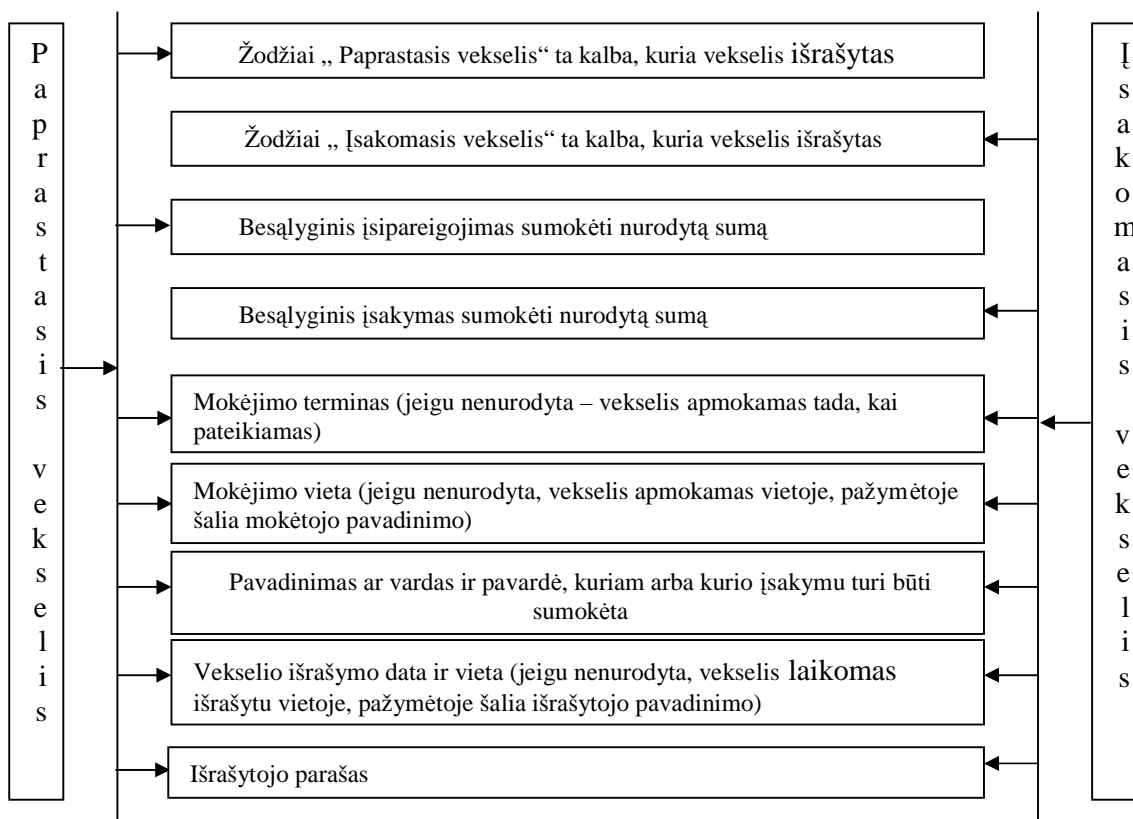 Paprastasis vekselis
Žodžiai „ Paprastasis vekselis“ ta kalba, kuria vekselis išrašytas
Žodžiai „ Įsakomasis vekselis“ ta kalba, kuria vekselis išrašytas
Besąlyginis įsipareigojimas sumokėti nurodytą sumą
Besąlyginis įsakymas sumokėti nurodytą sumą
Mokėjimo terminas (jeigu nenurodyta – vekselis apmokamas tada, kai
pateikiamas)
Mokėjimo vieta (jeigu nenurodyta, vekselis apmokamas vietoje, pažymėtoje
šalia mokėtojo pavadinimo)
Pavadinimas ar vardas ir pavardė, kuriam arba kurio įsakymu turi būti
sumokėta
Vekselio išrašymo data ir vieta (jeigu nenurodyta, vekselis laikomas
išrašytu vietoje, pažymėtoje šalia išrašytojo pavadinimo)
Išrašytojo parašas
Įsakomasis vekselis